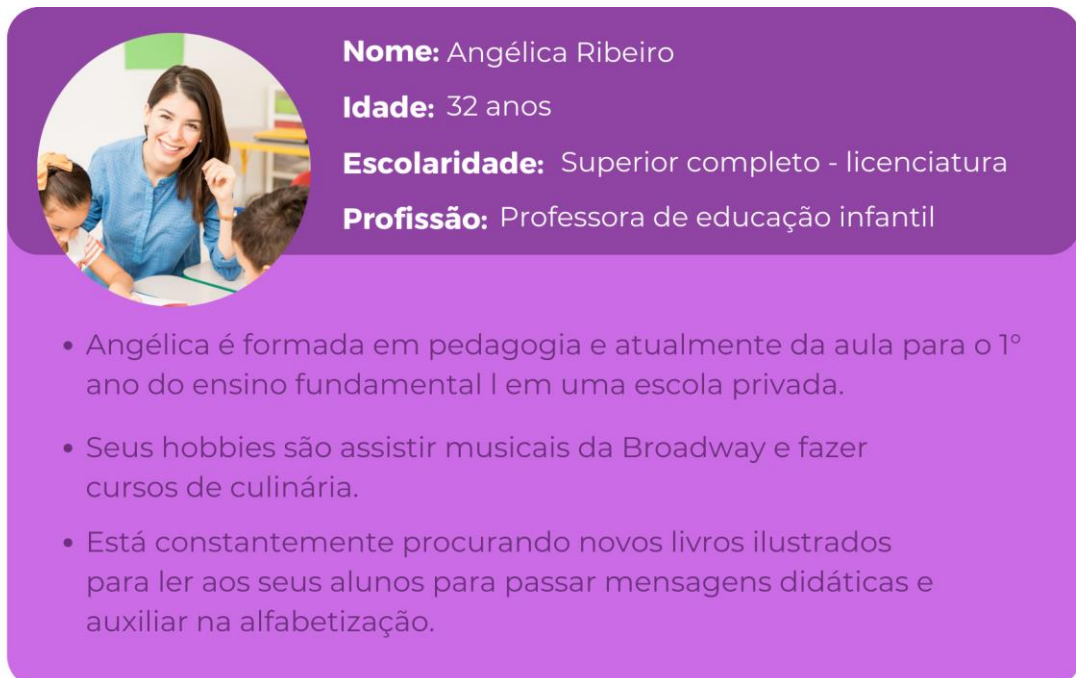 Nome: Angélica Ribeiro
Idade: 32 anos
Escolaridade: Superior completo - licenciatura
Profissão: Professora de educação infantil
• Angélica é formada em pedagogia e atualmente da aula para o 1°
ano do ensino fundamental l em uma escola privada.
• Seus hobbies são assistir musicais da Broadway e fazer
cursos de culinária.
• Está constantemente procurando novos livros ilustrados
para ler aos seus alunos para passar mensagens didáticas e
auxiliar na alfabetização.